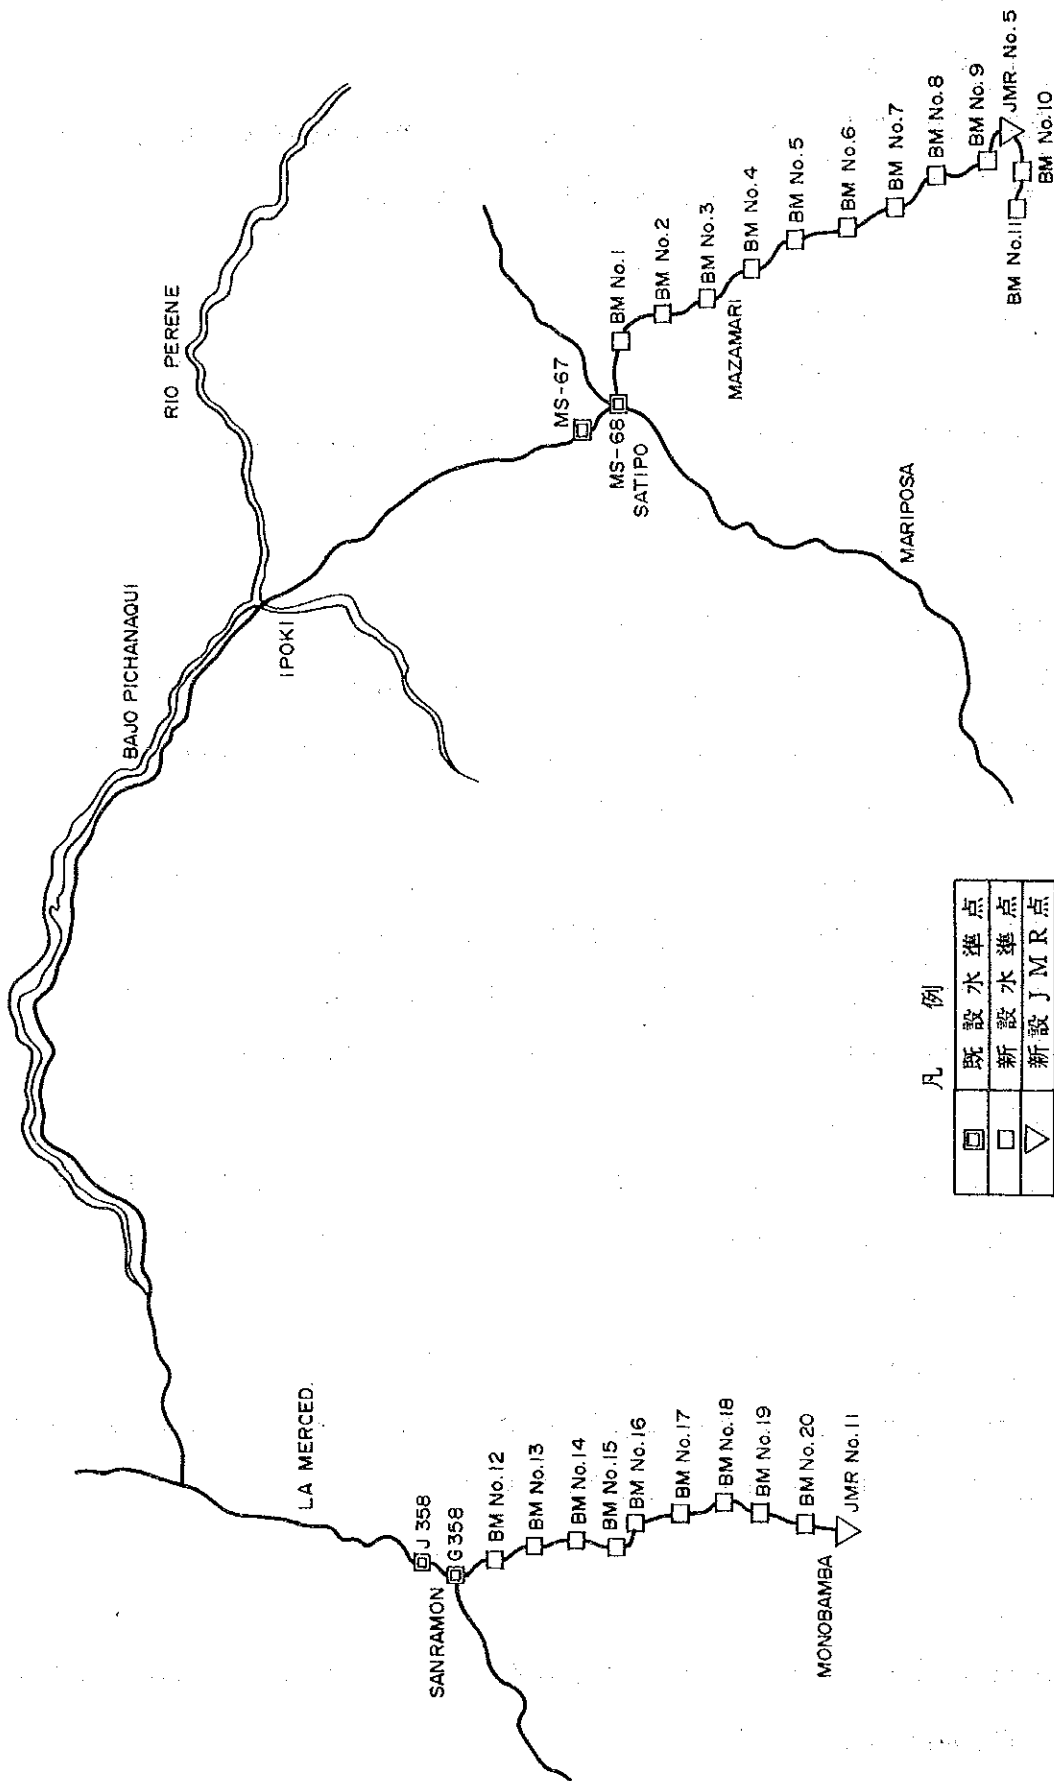 RIO PERENE
BAJO PICHANAQUI
IPOKI
LA MERCED.
J 358
G 358
SANRAMON
BM No.12
BM No.13
BM No.14
BM No.15
BM No.16
BM No.17
BM No.18
BM No.19
BM No.20
JMR No.11
MONOBAMBA
MS-67
MS-68
SATIPO
MARIPOSA
BM No.1
BM No.2
BM No.3
MAZAMARI
BM No.4
BM No.5
BM No.6
BM No.7
BM No.8
BM No.9
JMR No.5
BM No.10
BM No.11
凡例
既設水準点
新設水準点
新設JMR点